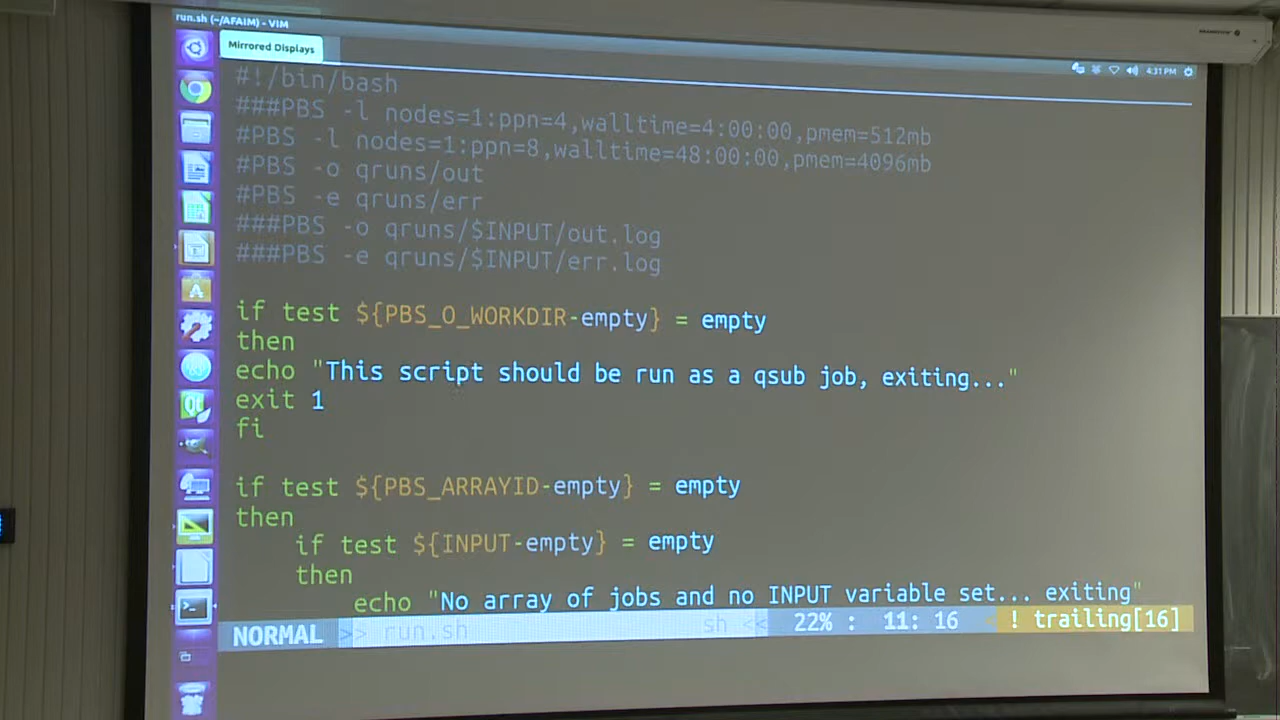 run.sh (~/AFAIM) - VIM
Mirrored Displays
4:31 PM
#!/bin/bash
###PBS -l nodes=1:ppn=4,walltime=4:00:00,pmem=512mb
#PBS -l nodes=1:ppn=8,walltime=48:00:00,pmem=4096mb
#PBS -o qruns/out
#PBS -e qruns/err
###PBS -o qruns/$INPUT/out.log
###PBS -e qruns/$INPUT/err.log
if test ${PBS_O_WORKDIR-empty} = empty
then
echo "This script should be run as a qsub job, exiting..."
exit 1
fi
if test ${PBS_ARRAYID-empty} = empty
then
if test ${INPUT-empty} = empty
then
echo "No array of jobs and no INPUT variable set... exiting"
NORMAL >> run.sh sh << 22% : 11: 16 ! trailing[16]